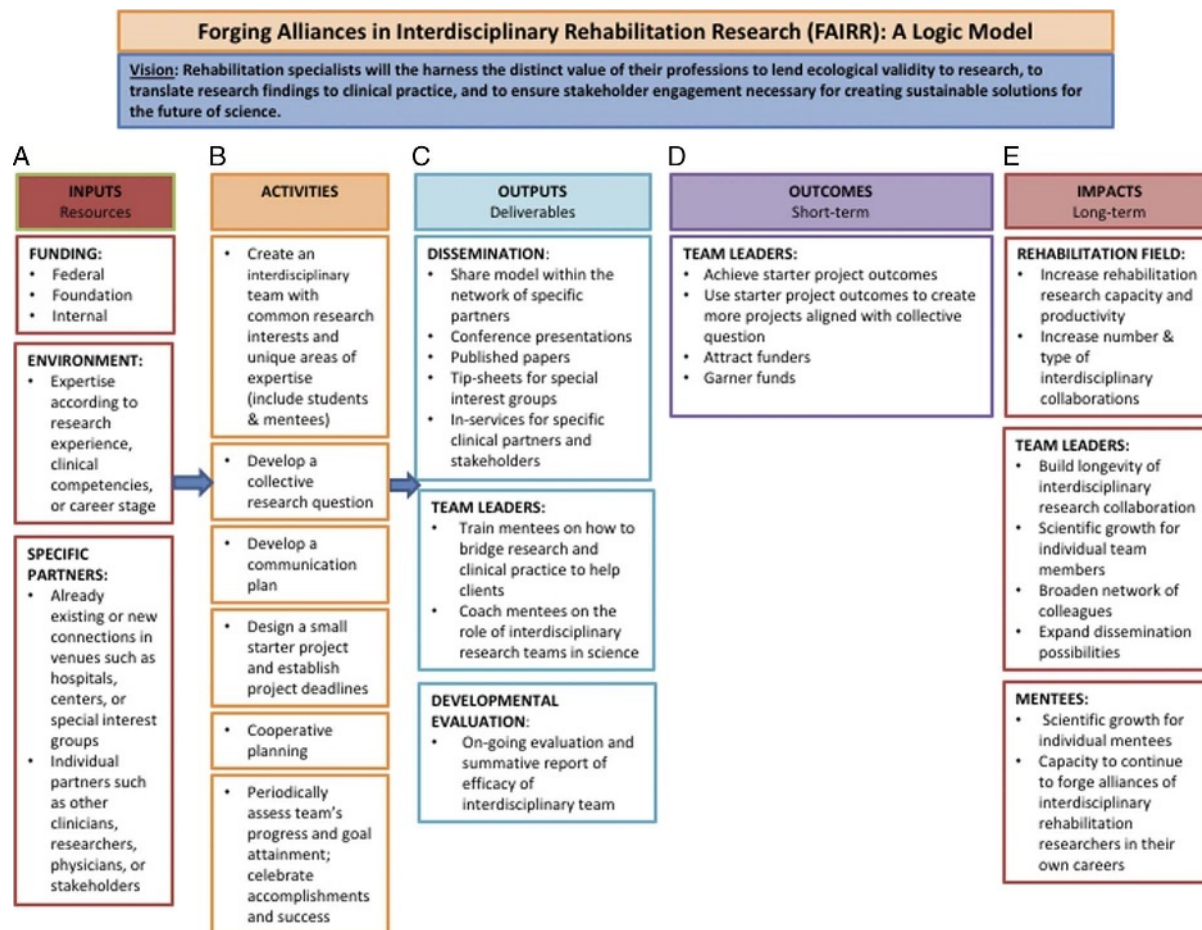 Forging Alliances in Interdisciplinary Rehabilitation Research (FAIRR): A Logic Model
Vision: Rehabilitation specialists will the harness the distinct value of their professions to lend ecological validity to research, to
translate research findings to clinical practice, and to ensure stakeholder engagement necessary for creating sustainable solutions for
the future of science.
A
INPUTS
Resources
FUNDING:
• Federal
• Foundation
• Internal
ENVIRONMENT:
• Expertise
according to
research
experience,
clinical
competencies,
or career stage
SPECIFIC
PARTNERS:
• Already
existing or new
connections in
venues such as
hospitals,
centers, or
special interest
groups
• Individual
partners such
as other
clinicians,
researchers,
physicians, or
stakeholders
B
ACTIVITIES
• Create an
interdisciplinary
team with
common research
interests and
unique areas of
expertise
(include students
& mentees)
• Develop a
collective
research question
• Develop a
communication
plan
• Design a small
starter project
and establish
project deadlines
• Cooperative
planning
• Periodically
assess team's
progress and goal
attainment;
celebrate
accomplishments
and success
C
OUTPUTS
Deliverables
DISSEMINATION:
• Share model within the
network of specific
partners
• Conference presentations
• Published papers
• Tip-sheets for special
interest groups
• In-services for specific
clinical partners and
stakeholders
TEAM LEADERS:
• Train mentees on how to
bridge research and
clinical practice to help
clients
• Coach mentees on the
role of interdisciplinary
research teams in science
DEVELOPMENTAL
EVALUATION:
• On-going evaluation and
summative report of
efficacy of
interdisciplinary team
D
OUTCOMES
Short-term
TEAM LEADERS:
• Achieve starter project outcomes
• Use starter project outcomes to create
more projects aligned with collective
question
• Attract funders
• Garner funds
E
IMPACTS
Long-term
REHABILITATION FIELD:
• Increase rehabilitation
research capacity and
productivity
• Increase number &
type of
interdisciplinary
collaborations
TEAM LEADERS:
• Build longevity of
interdisciplinary
research collaboration
• Scientific growth for
individual team
members
• Broaden network of
colleagues
• Expand dissemination
possibilities
MENTEES:
• Scientific growth for
individual mentees
• Capacity to continue
to forge alliances of
interdisciplinary
rehabilitation
researchers in their
own careers